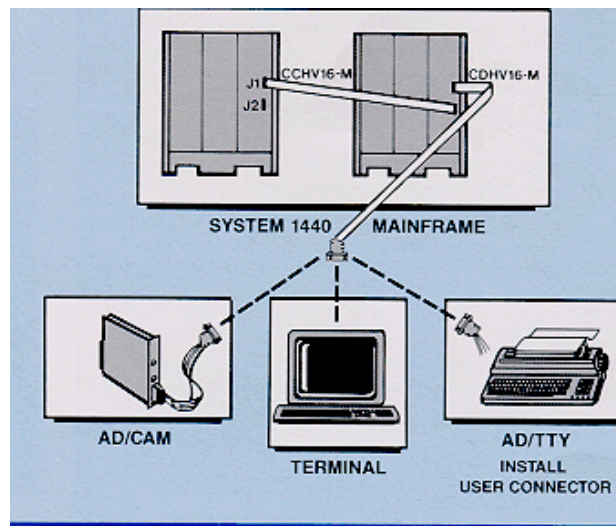 J1 CCHV16-M CDHV16-M
J2
SYSTEM 1440 MAINFRAME
AD/CAM
TERMINAL
AD/TTY
INSTALL
USER CONNECTOR